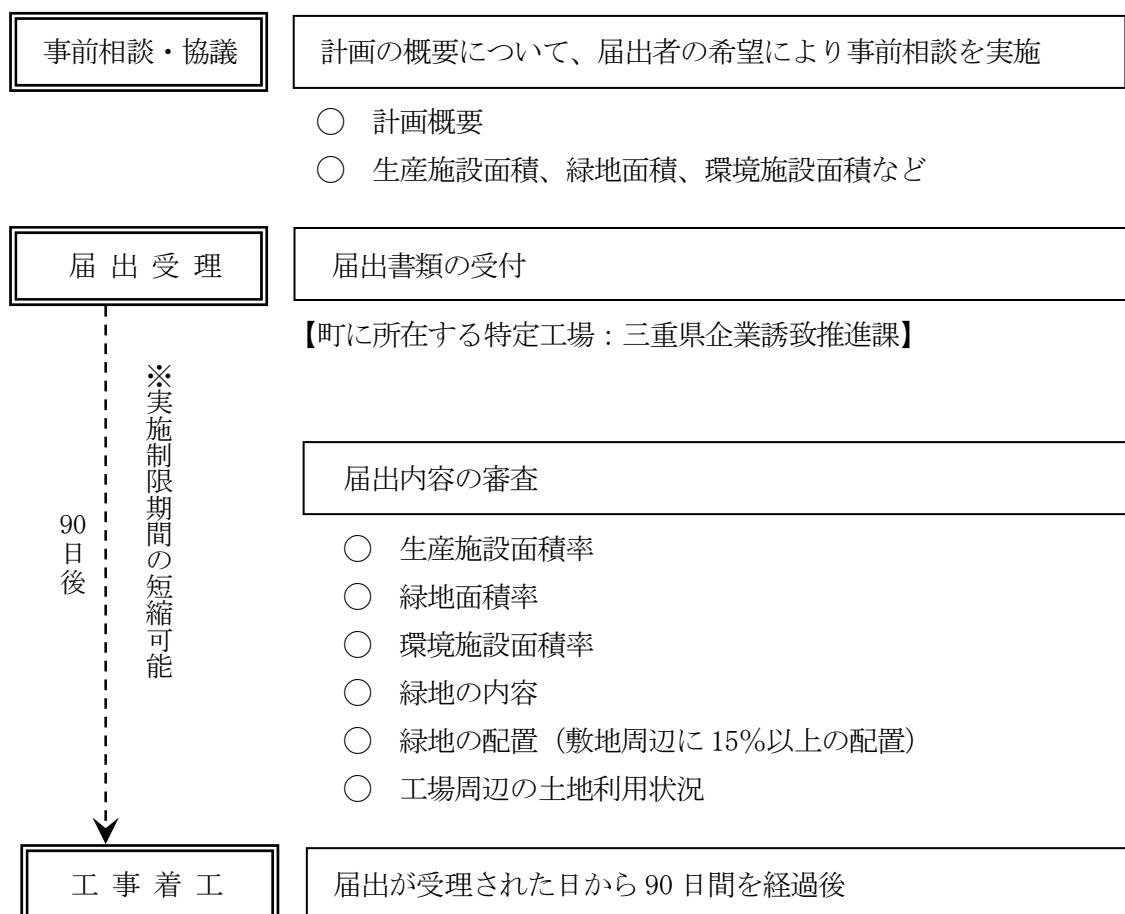 事前相談・協議
計画の概要について、届出者の希望により事前相談を実施
○ 計画概要
○ 生産施設面積、緑地面積、環境施設面積など
届出受理
届出書類の受付
【町に所在する特定工場：三重県企業誘致推進課】
※実施制限期間の短縮可能
90日後
届出内容の審査
○ 生産施設面積率
○ 緑地面積率
○ 環境施設面積率
○ 緑地の内容
○ 緑地の配置（敷地周辺に 15％以上の配置）
○ 工場周辺の土地利用状況
工事着工
届出が受理された日から 90 日間を経過後